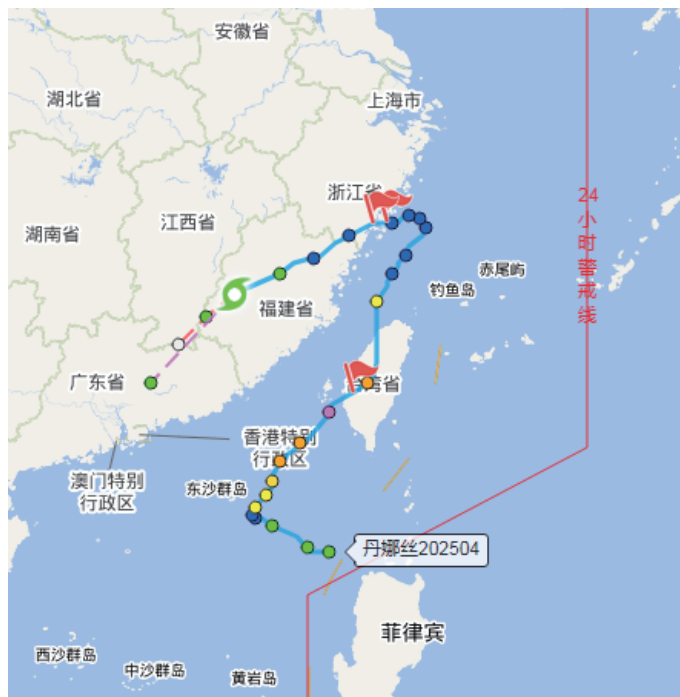 安徽省
湖北省
上海市
浙江省
江西省
湖南省
24小时警戒线
赤尾屿
钓鱼岛
福建省
广东省
台湾省
香港特别
行政区
澳门特别
行政区
东沙群岛
丹娜丝202504
菲律宾
西沙群岛
中沙群岛
黄岩岛